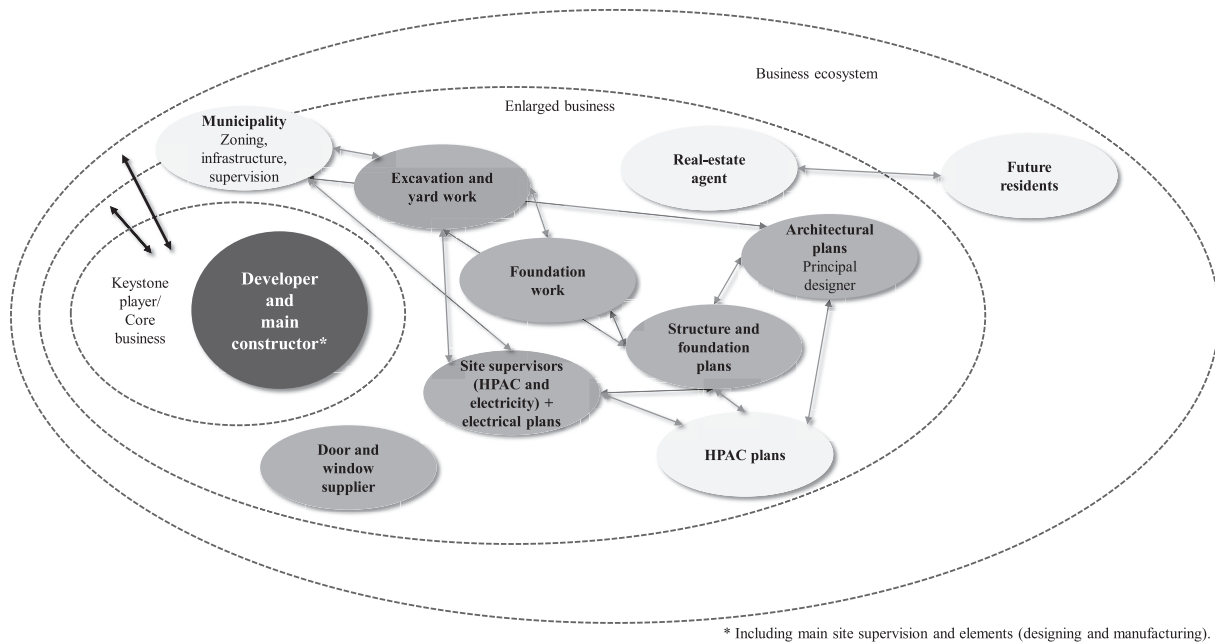 Business ecosystem
Enlarged business
Municipality
Zoning,
infrastructure,
supervision
Excavation and
yard work
Real-estate
agent
Future
residents
Architectural
plans
Principal
designer
Foundation
work
Keystone
player/
Core
business
Developer
and
main
constructor*
Structure and
foundation
plans
Site supervisors
(HPAC and
electricity) +
electrical plans
Door and
window
supplier
HPAC plans
* Including main site supervision and elements (designing and manufacturing).